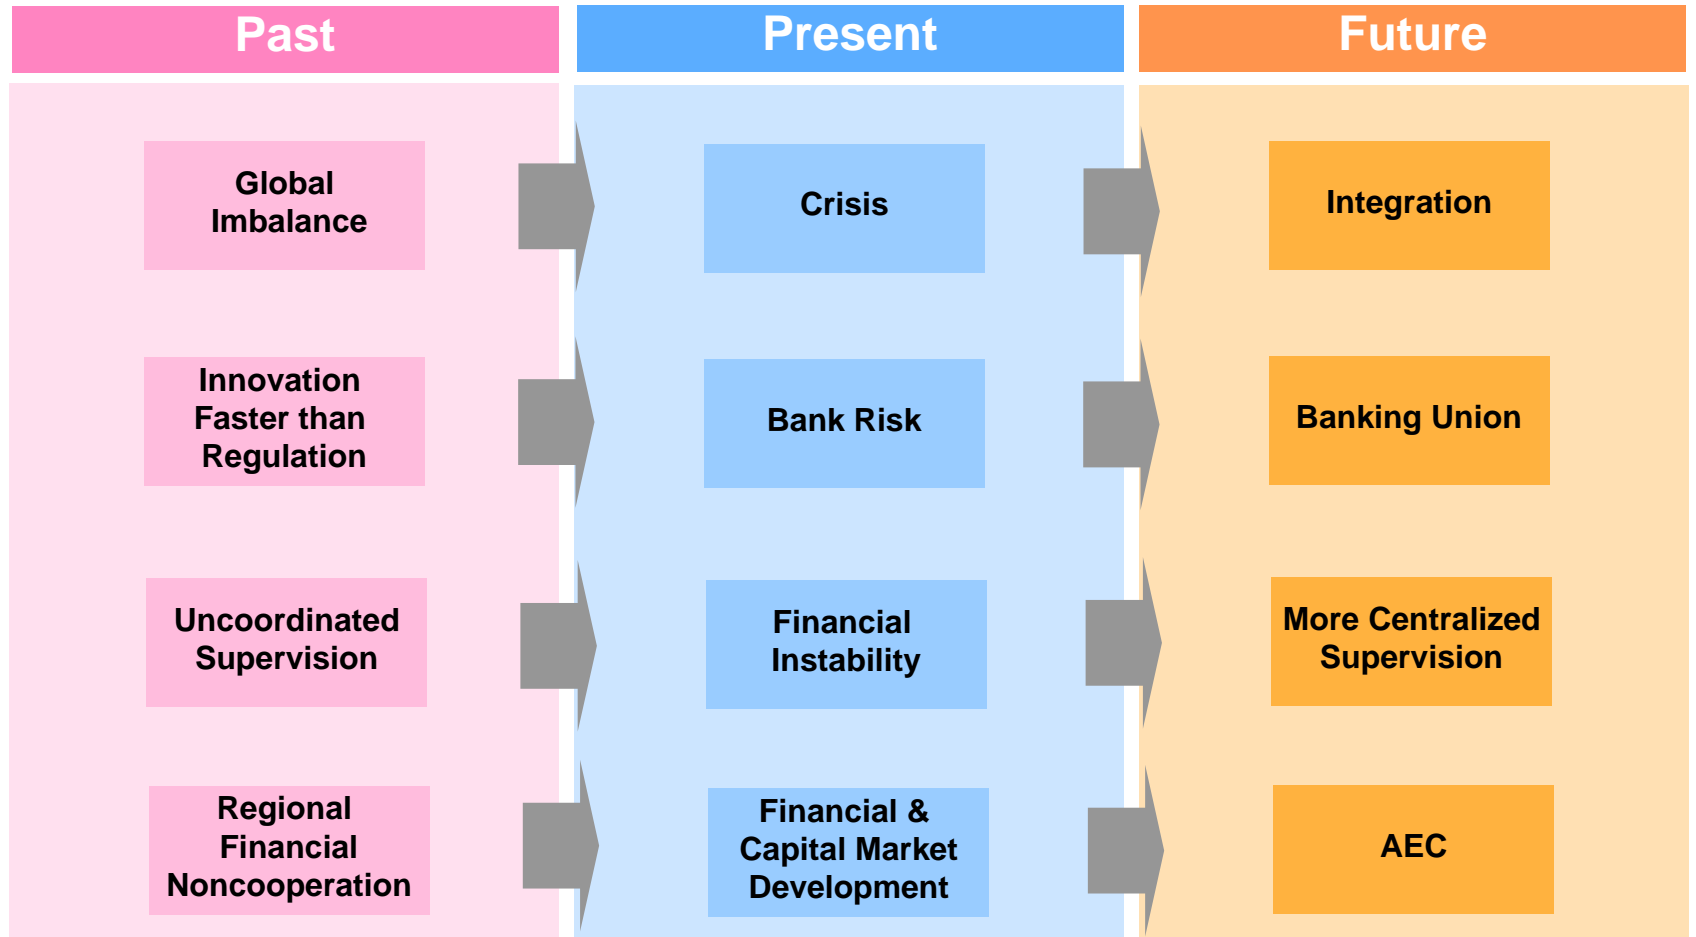 Past
Present
Future
Global
Imbalance
Crisis
Integration
Innovation
Faster than
Regulation
Bank Risk
Banking Union
Uncoordinated
Supervision
Financial
Instability
More Centralized
Supervision
Regional
Financial
Noncooperation
Financial &
Capital Market
Development
AEC